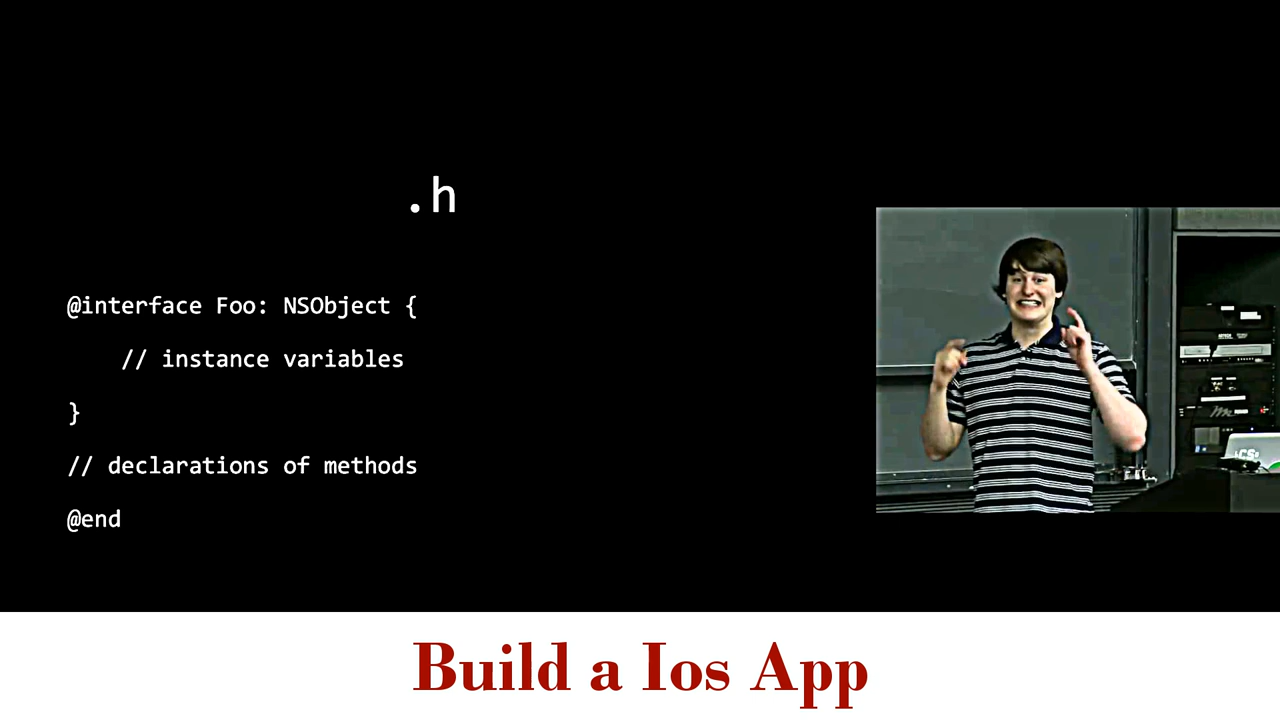 .h
@interface Foo: NSObject {
// instance variables
}
// declarations of methods
@end
Build a Ios App